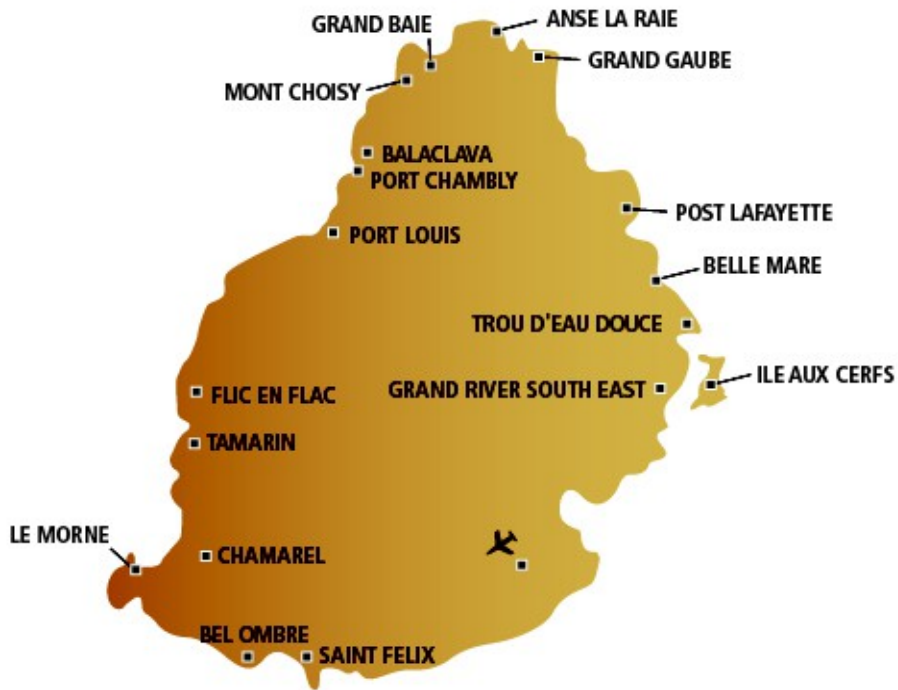 ANSE LA RAIE
GRAND BAIE
GRAND GAUBE
MONT CHOISY
BALACLAVA
PORT CHAMBLY
POST LAFAYETTE
PORT LOUIS
BELLE MARE
TROU D'EAU DOUCE
ILE AUX CERFS
GRAND RIVER SOUTH EAST
FLIC EN FLAC
TAMARIN
LE MORNE
CHAMAREL
BEL OMBRE
SAINT FELIX